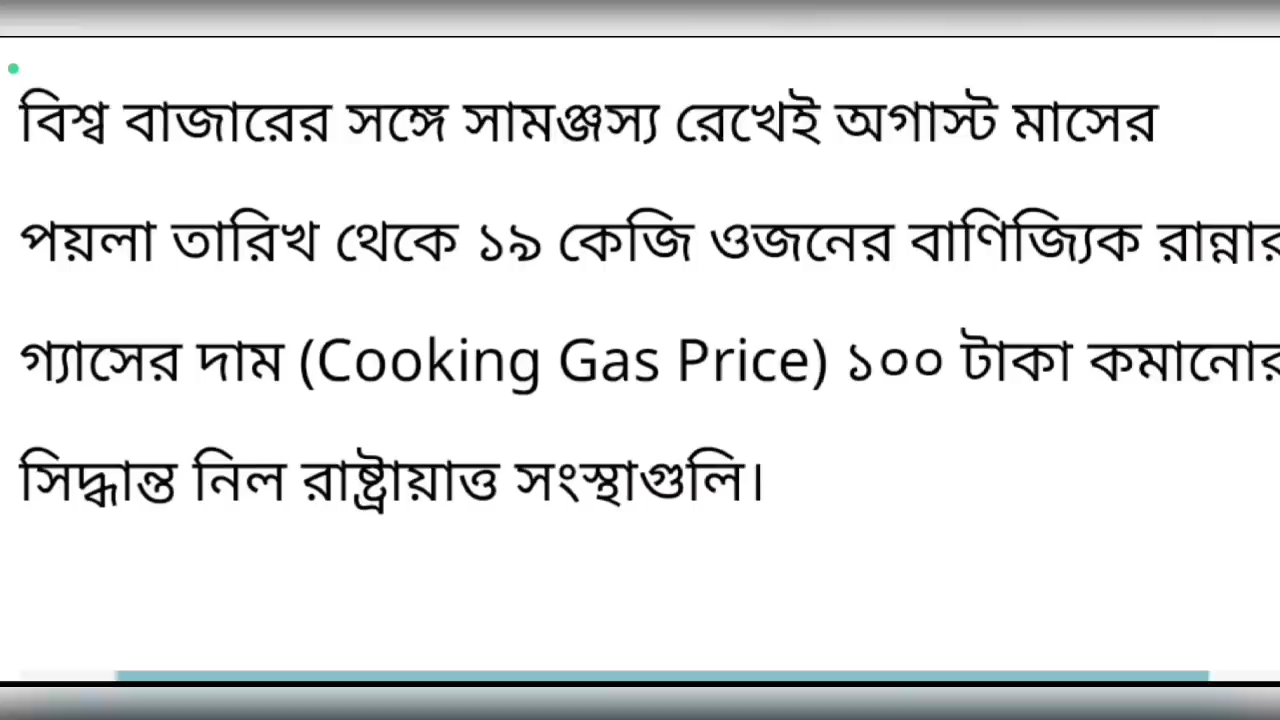 বিশ্ব বাজারের সঙ্গে সামঞ্জস্য রেখেই অগাস্ট মাসের
পয়লা তারিখ থেকে ১৯ কেজি ওজনের বাণিজ্যিক রান্নার
গ্যাসের দাম (Cooking Gas Price) ১০০ টাকা কমানোর
সিদ্ধান্ত নিল রাষ্ট্রায়াত্ত সংস্থাগুলি।